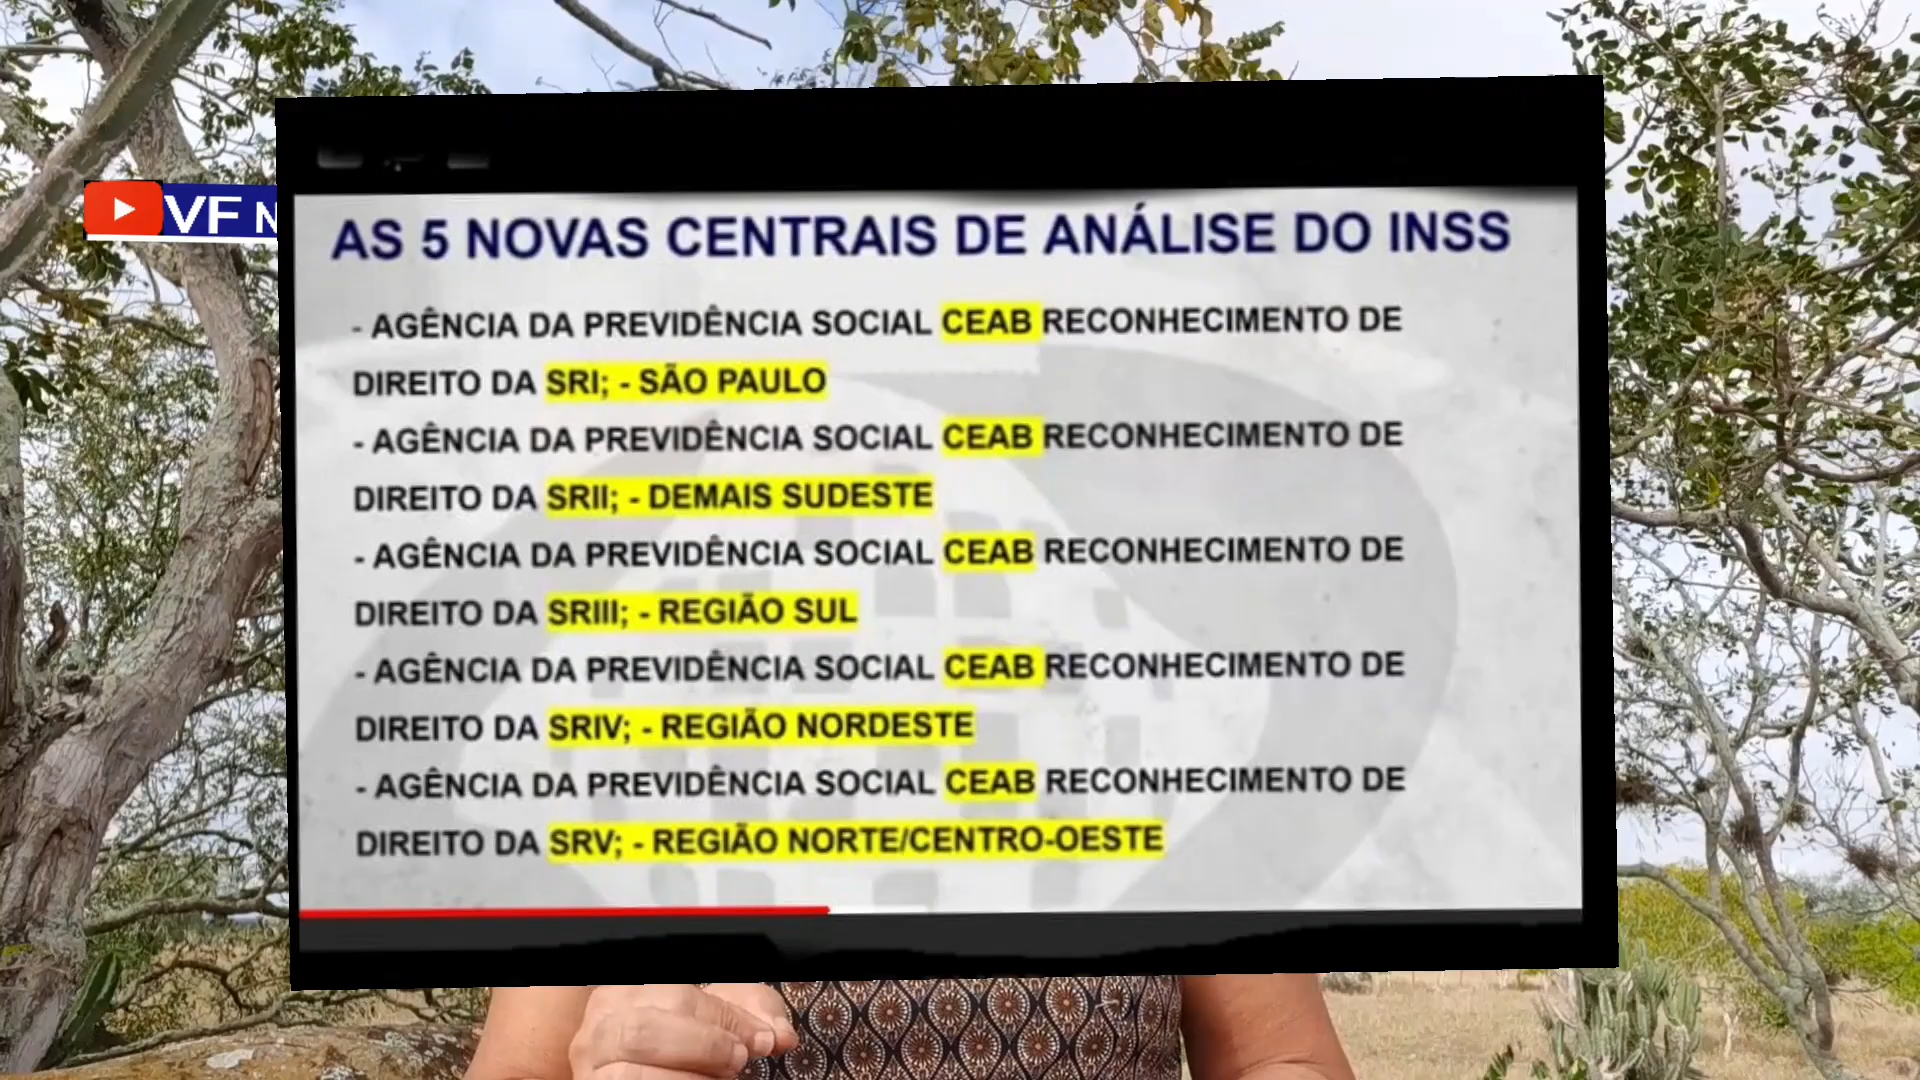 VF N
AS 5 NOVAS CENTRAIS DE ANÁLISE DO INSS
- AGÊNCIA DA PREVIDÊNCIA SOCIAL CEAB RECONHECIMENTO DE
DIREITO DA SRI; - SÃO PAULO
- AGÊNCIA DA PREVIDÊNCIA SOCIAL CEAB RECONHECIMENTO DE
DIREITO DA SRII; - DEMAIS SUDESTE
- AGÊNCIA DA PREVIDÊNCIA SOCIAL CEAB RECONHECIMENTO DE
DIREITO DA SRIII; - REGIÃO SUL
- AGÊNCIA DA PREVIDÊNCIA SOCIAL CEAB RECONHECIMENTO DE
DIREITO DA SRIV; - REGIÃO NORDESTE
- AGÊNCIA DA PREVIDÊNCIA SOCIAL CEAB RECONHECIMENTO DE
DIREITO DA SRV; - REGIÃO NORTE/CENTRO-OESTE